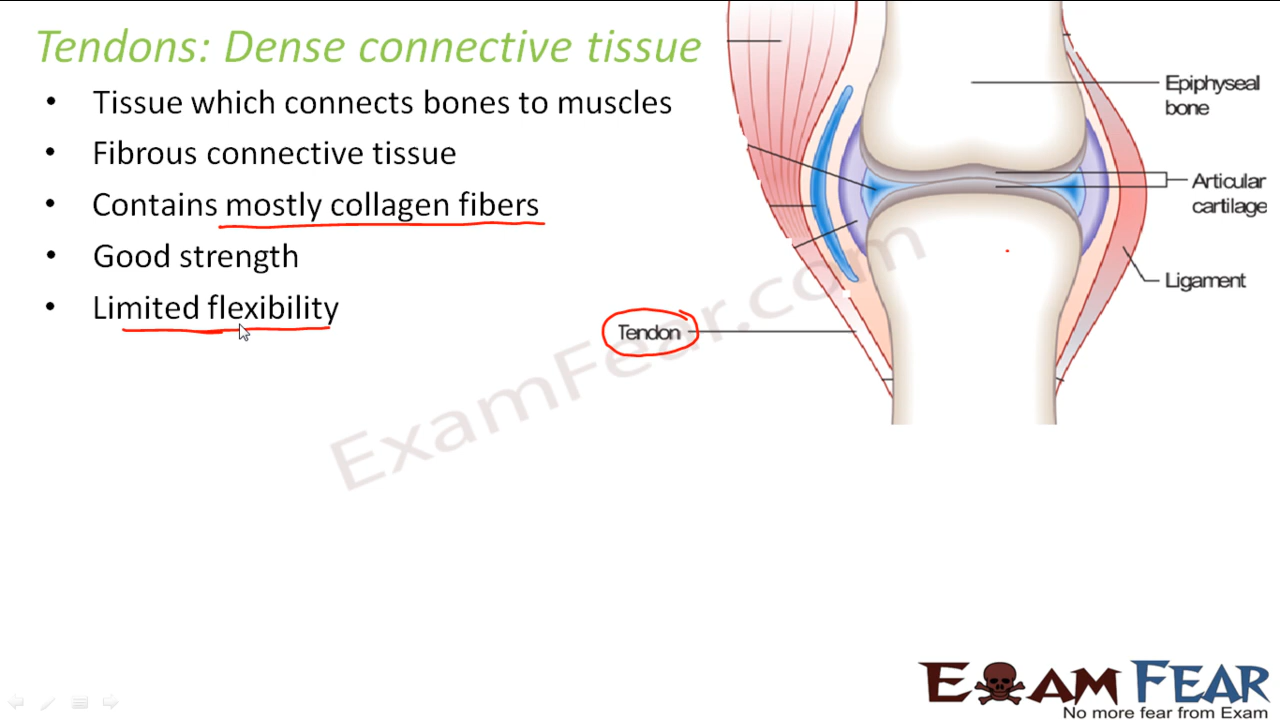 Tendons: Dense connective tissue
• Tissue which connects bones to muscles
• Fibrous connective tissue
• Contains mostly collagen fibers
• Good strength
• Limited flexibility
Epiphyseal
bone
Articular
cartilage
Ligament
Tendon
ExamFear.com
EXAM FEAR
No more fear from Exam